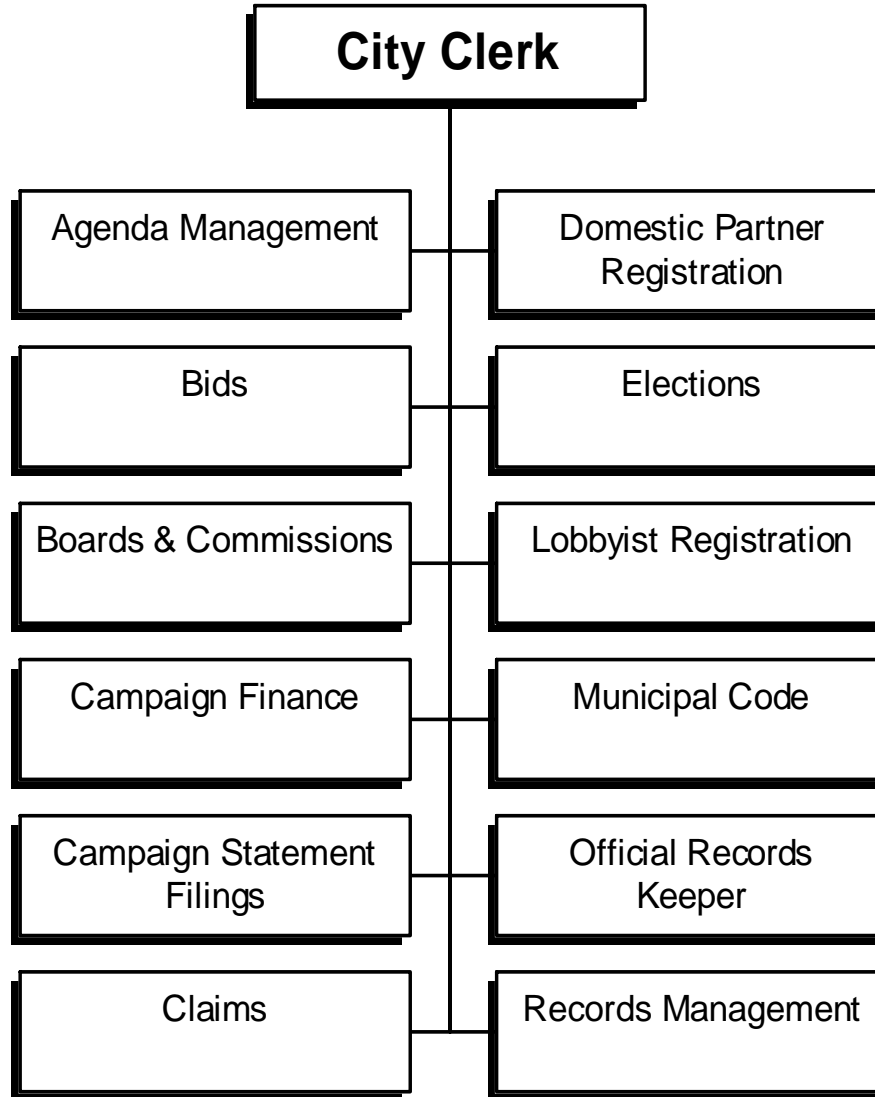 City Clerk
Agenda Management
Domestic Partner
Registration
Bids
Elections
Boards & Commissions
Lobbyist Registration
Campaign Finance
Municipal Code
Campaign Statement
Filings
Official Records
Keeper
Claims
Records Management